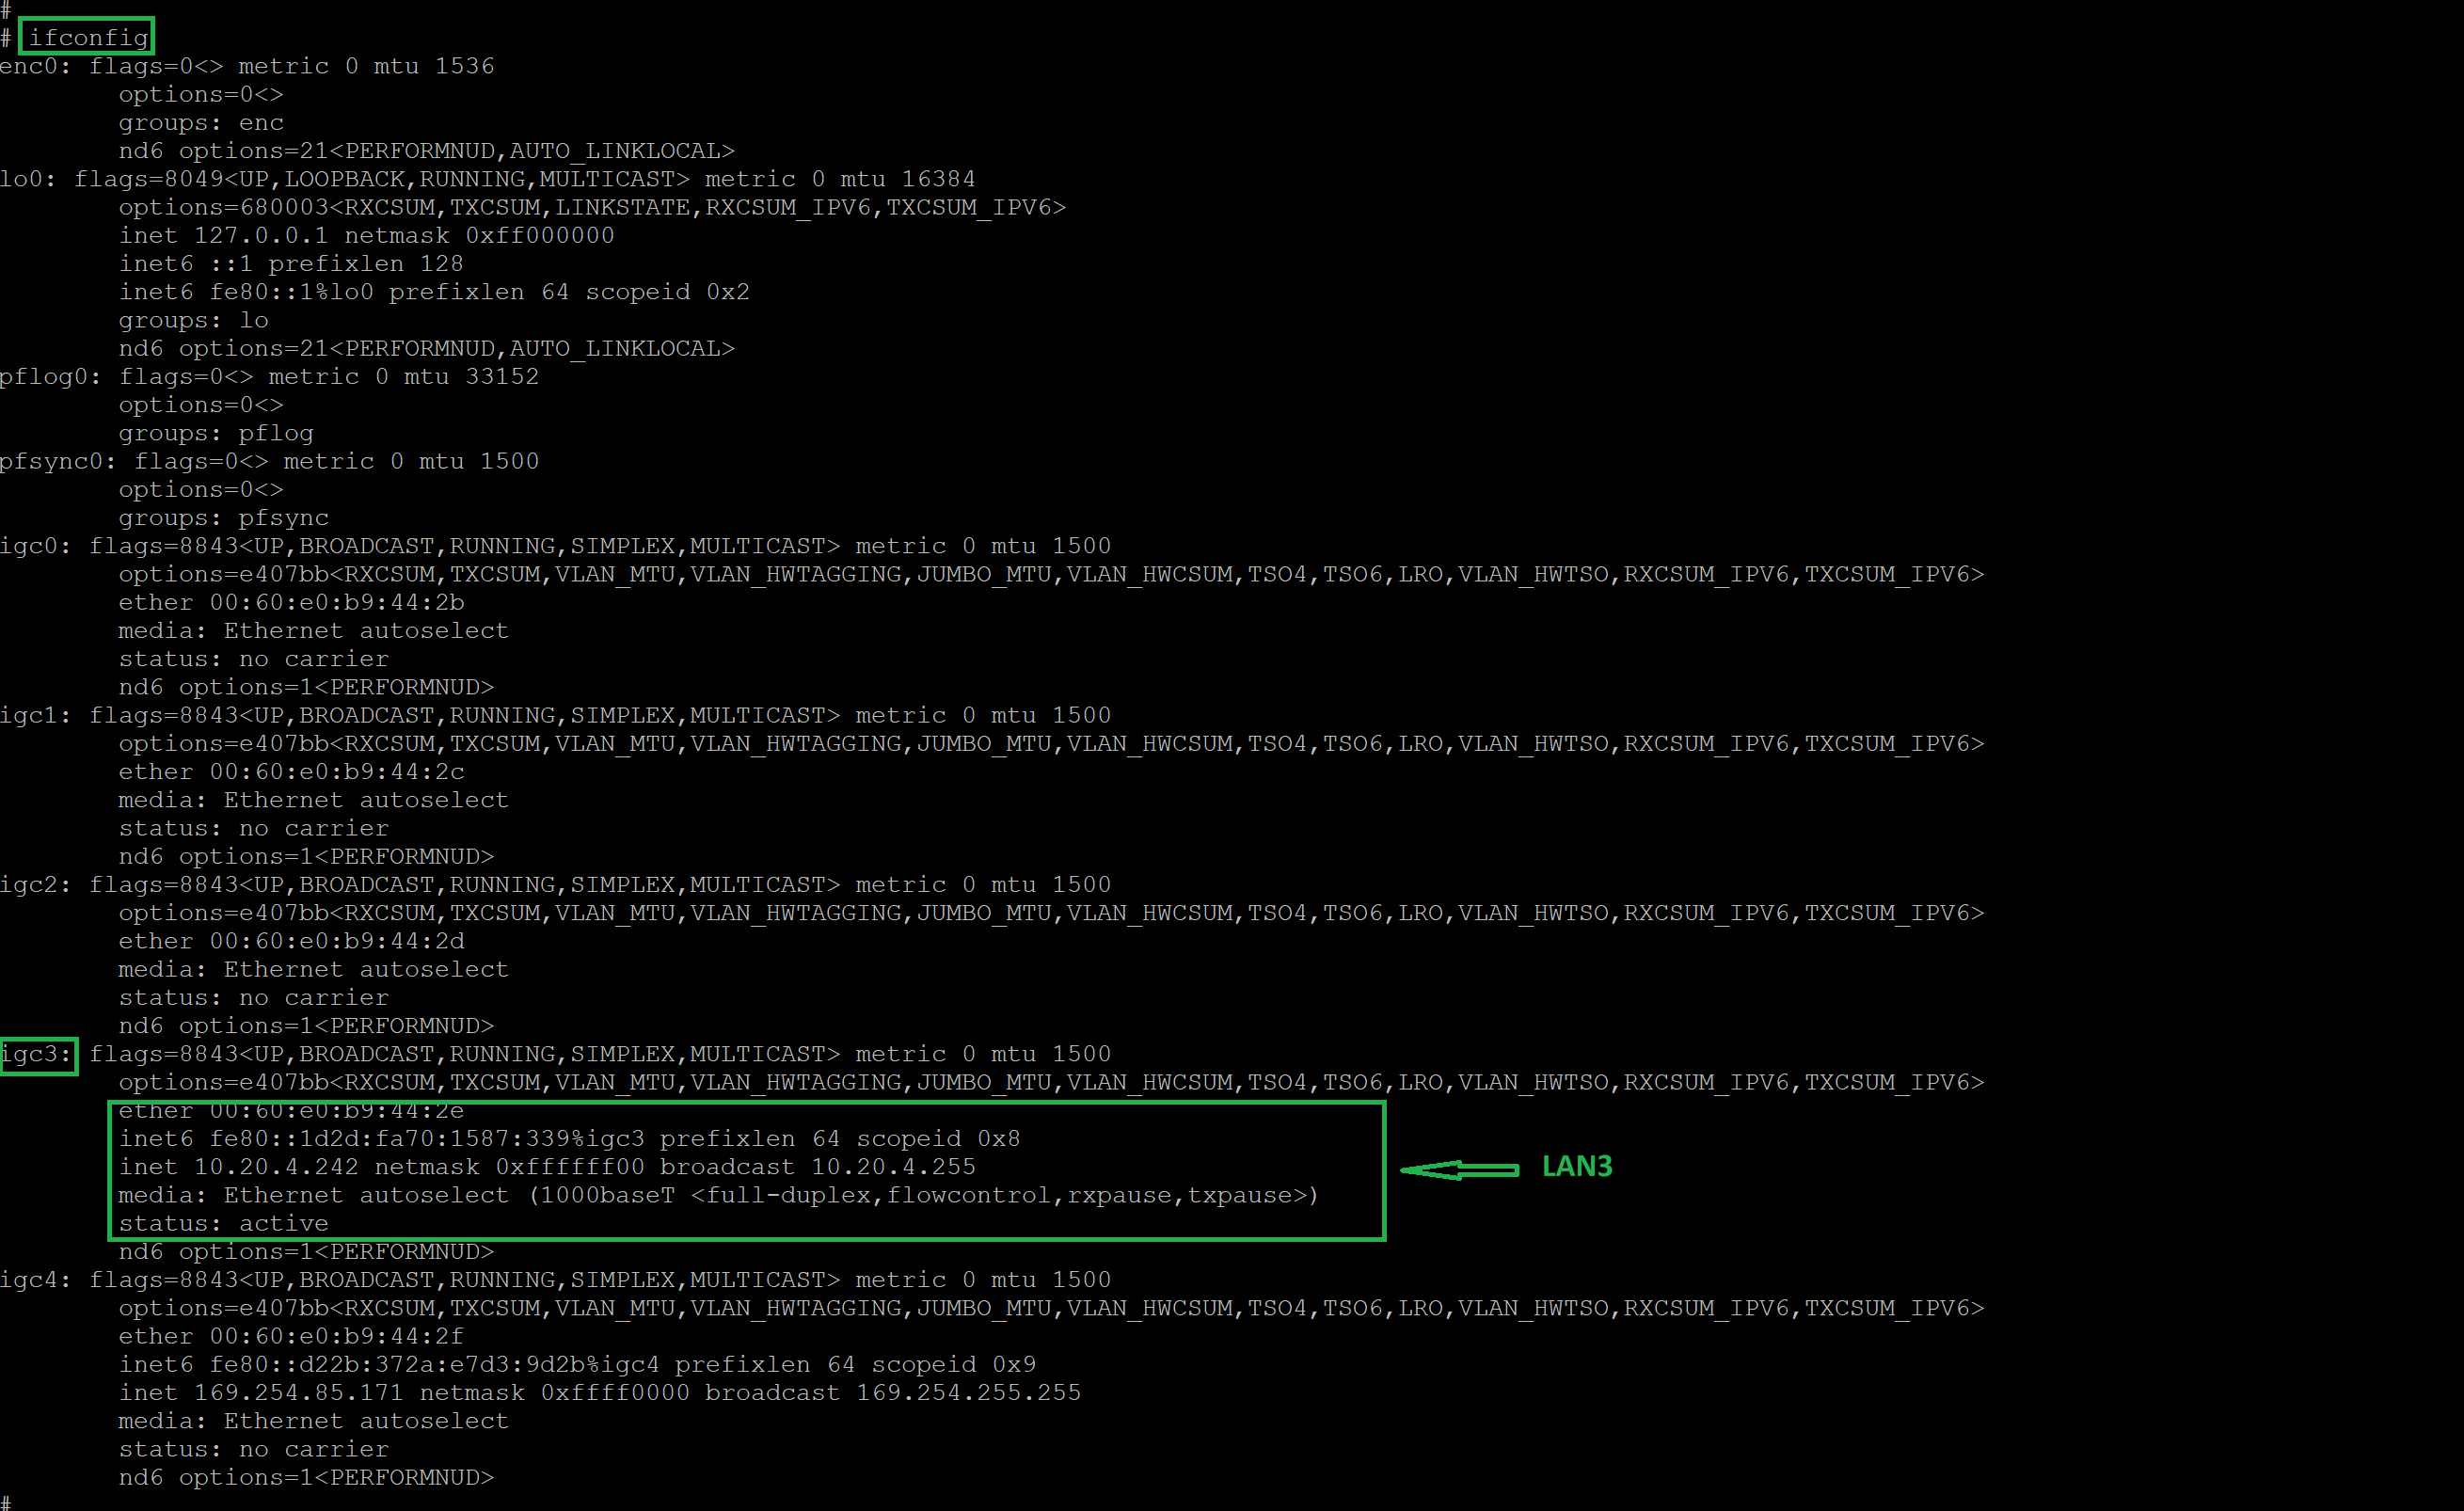 #
# ifconfig
enc0: flags=0<> metric 0 mtu 1536
options=0<>
groups: enc
nd6 options=21<PERFORMNUD,AUTO_LINKLOCAL>
lo0: flags=8049<UP,LOOPBACK,RUNNING,MULTICAST> metric 0 mtu 16384
options=680003<RXCSUM,TXCSUM,LINKSTATE,RXCSUM_IPV6,TXCSUM_IPV6>
inet 127.0.0.1 netmask 0xff000000
inet6 ::1 prefixlen 128
inet6 fe80::1%lo0 prefixlen 64 scopeid 0x2
groups: lo
nd6 options=21<PERFORMNUD,AUTO_LINKLOCAL>
pflog0: flags=0<> metric 0 mtu 33152
options=0<>
groups: pflog
pfsync0: flags=0<> metric 0 mtu 1500
options=0<>
groups: pfsync
igc0: flags=8843<UP,BROADCAST,RUNNING,SIMPLEX,MULTICAST> metric 0 mtu 1500
options=e407bb<RXCSUM,TXCSUM,VLAN_MTU,VLAN_HWTAGGING,JUMBO_MTU,VLAN_HWCSUM,TSO4,TSO6,LRO,VLAN_HWTSO,RXCSUM_IPV6,TXCSUM_IPV6>
ether 00:60:e0:b9:44:2b
media: Ethernet autoselect
status: no carrier
nd6 options=1<PERFORMNUD>
igc1: flags=8843<UP,BROADCAST,RUNNING,SIMPLEX,MULTICAST> metric 0 mtu 1500
options=e407bb<RXCSUM,TXCSUM,VLAN_MTU,VLAN_HWTAGGING,JUMBO_MTU,VLAN_HWCSUM,TSO4,TSO6,LRO,VLAN_HWTSO,RXCSUM_IPV6,TXCSUM_IPV6>
ether 00:60:e0:b9:44:2c
media: Ethernet autoselect
status: no carrier
nd6 options=1<PERFORMNUD>
igc2: flags=8843<UP,BROADCAST,RUNNING,SIMPLEX,MULTICAST> metric 0 mtu 1500
options=e407bb<RXCSUM,TXCSUM,VLAN_MTU,VLAN_HWTAGGING,JUMBO_MTU,VLAN_HWCSUM,TSO4,TSO6,LRO,VLAN_HWTSO,RXCSUM_IPV6,TXCSUM_IPV6>
ether 00:60:e0:b9:44:2d
media: Ethernet autoselect
status: no carrier
nd6 options=1<PERFORMNUD>
igc3: flags=8843<UP,BROADCAST,RUNNING,SIMPLEX,MULTICAST> metric 0 mtu 1500
options=e407bb<RXCSUM,TXCSUM,VLAN_MTU,VLAN_HWTAGGING,JUMBO_MTU,VLAN_HWCSUM,TSO4,TSO6,LRO,VLAN_HWTSO,RXCSUM_IPV6,TXCSUM_IPV6>
ether 00:60:e0:b9:44:2e
inet6 fe80::1d2d:fa70:1587:339%igc3 prefixlen 64 scopeid 0x8
inet 10.20.4.242 netmask 0xffffff00 broadcast 10.20.4.255
LAN3
media: Ethernet autoselect (1000baseT <full-duplex,flowcontrol,rxpause,txpause>)
status: active
nd6 options=1<PERFORMNUD>
igc4: flags=8843<UP,BROADCAST,RUNNING,SIMPLEX,MULTICAST> metric 0 mtu 1500
options=e407bb<RXCSUM,TXCSUM,VLAN_MTU,VLAN_HWTAGGING,JUMBO_MTU,VLAN_HWCSUM,TSO4,TSO6,LRO,VLAN_HWTSO,RXCSUM_IPV6,TXCSUM_IPV6>
ether 00:60:e0:b9:44:2f
inet6 fe80::d22b:372a:e7d3:9d2b%igc4 prefixlen 64 scopeid 0x9
inet 169.254.85.171 netmask 0xffff0000 broadcast 169.254.255.255
media: Ethernet autoselect
status: no carrier
nd6 options=1<PERFORMNUD>
#